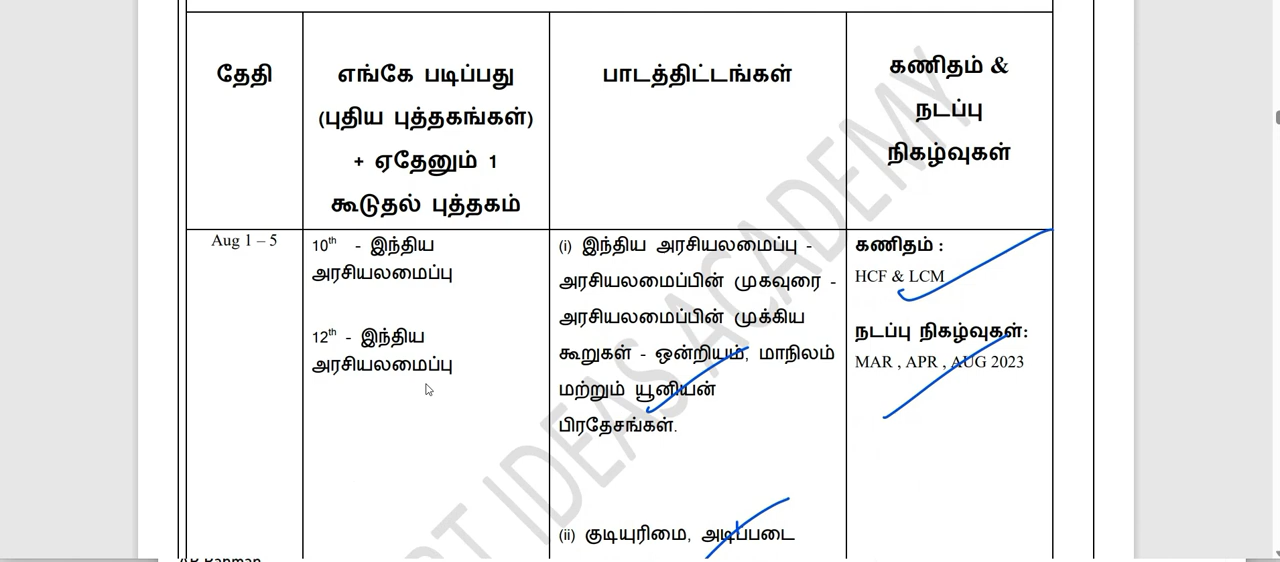 தேதி
எங்கே படிப்பது
(புதிய புத்தகங்கள்)
+ ஏதேனும் 1
கூடுதல் புத்தகம்
பாடத்திட்டங்கள்
கணிதம் &
நடப்பு
நிகழ்வுகள்
Aug 1 – 5
10th - இந்திய
அரசியலமைப்பு
12th - இந்திய
அரசியலமைப்பு
(i) இந்திய அரசியலமைப்பு -
அரசியலமைப்பின் முகவுரை -
அரசியலமைப்பின் முக்கிய
கூறுகள் - ஒன்றியம், மாநிலம்
மற்றும் யூனியன்
பிரதேசங்கள்.
(ii) குடியுரிமை, அடிப்படை
கணிதம் :
HCF & LCM
நடப்பு நிகழ்வுகள்:
MAR , APR , AUG 2023
IDEAS ACADEMY